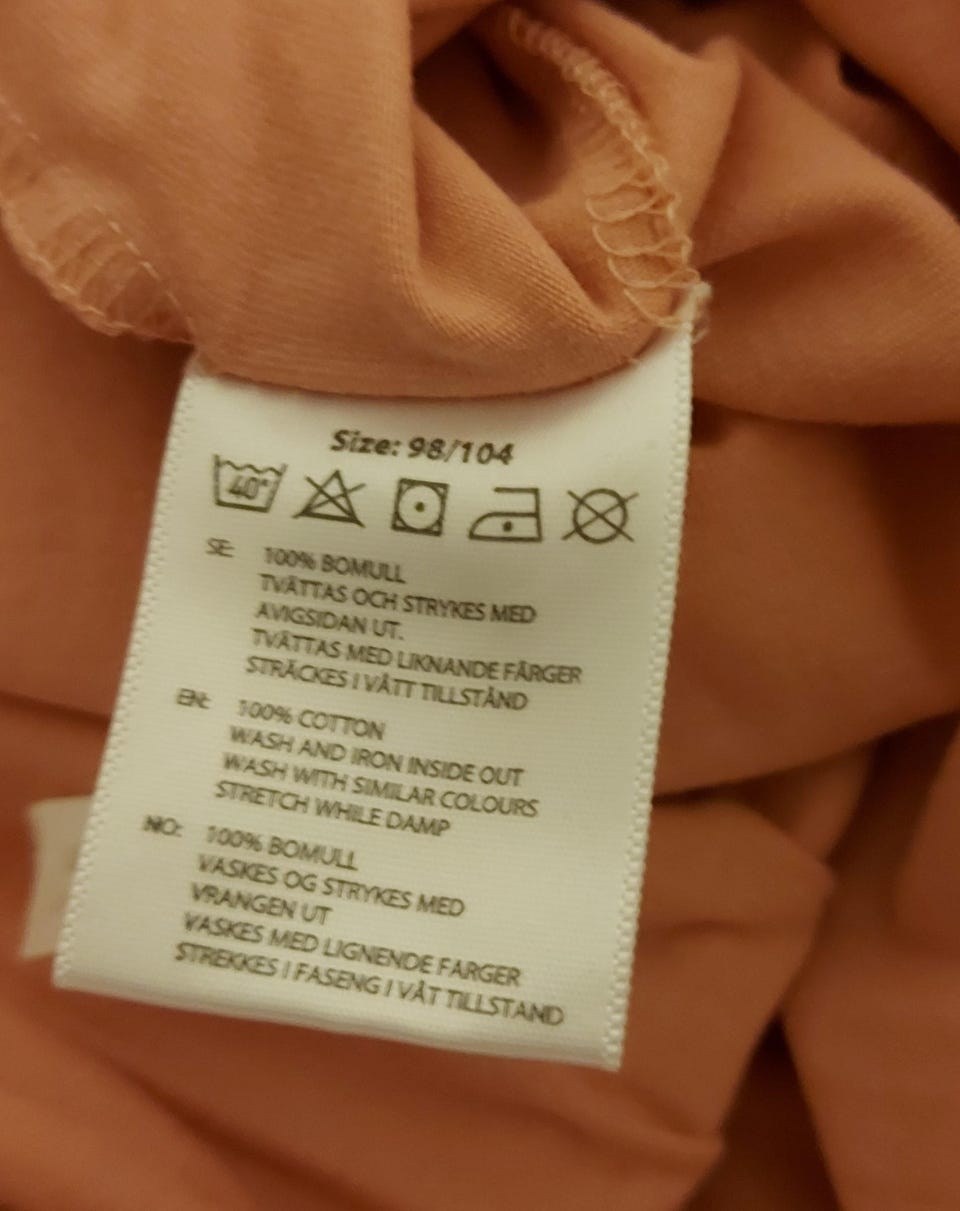 Size: 98/104
40°
SE: 100% BOMULL
TVÄTTAS OCH STRYKES MED
AVIGSIDAN UT.
TVÄTTAS MED LIKNANDE FÄRGER
STRÄCKES I VÅTT TILLSTÅND
EN: 100% COTTON
WASH AND IRON INSIDE OUT
WASH WITH SIMILAR COLOURS
STRETCH WHILE DAMP
NO: 100% BOMULL
VASKES OG STRYKES MED
VRANGEN UT
VASKES MED LIGNENDE FARGER
STREKKES I FASENG I VÅT TILLSTAND